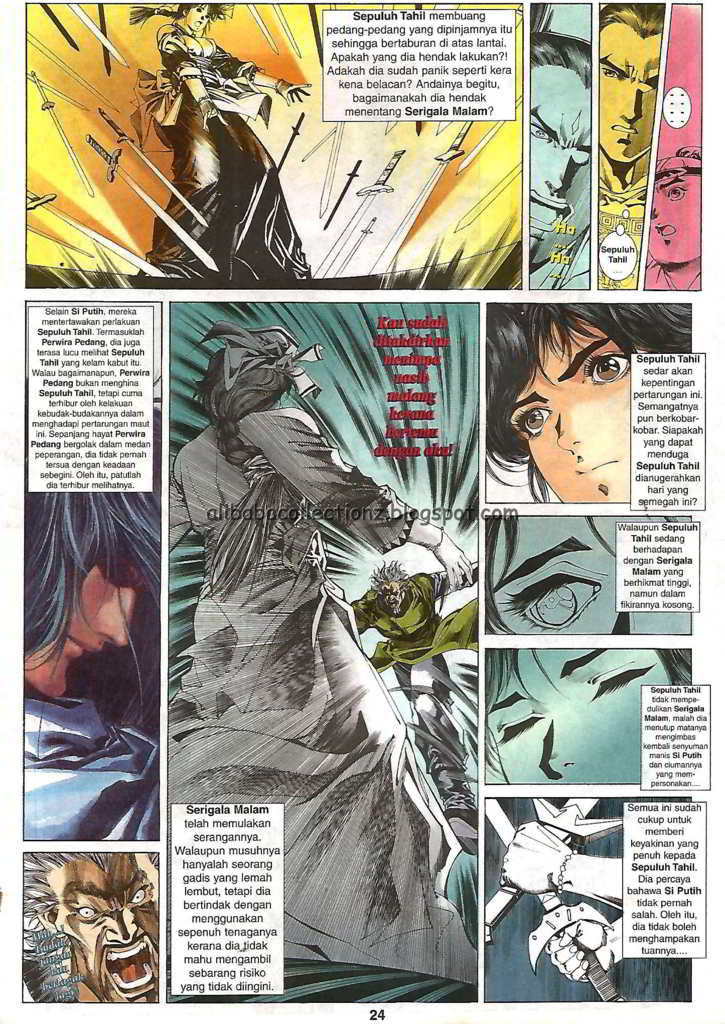 Sepuluh Tahil membuang
pedang-pedang yang dipinjamnya itu
sehingga bertaburan di atas lantai.
Apakah yang dia hendak lakukan?!
Adakah dia sudah panik seperti kera
kena belacan? Andainya begitu,
bagaimanakah dia hendak
menentang Serigala Malam?
Ha
...
Ha
...
Sepuluh
Tahil
....
Selain Si Putih, mereka
mentertawakan perlakuan
Sepuluh Tahil. Termasuklah
Perwira Pedang, dia juga
terasa lucu melihat Sepuluh
Tahil yang kelam kabut itu.
Walau bagaimanapun, Perwira
Pedang bukan menghina
Sepuluh Tahil, tetapi cuma
terhibur oleh kelakuan
kebudak-budakannya dalam
menghadapi pertarungan maut
ini. Sepanjang hayat Perwira
Pedang bergolak dalam medan
peperangan, dia tidak pernah
tersua dengan keadaan
sebegini. Oleh itu, patutlah
dia terhibur melihatnya.
Kau sudah
ditakdirkan
menimpa
nasib
malang
kerana
bertemu
dengan aku!
Sepuluh Tahil
sedar akan
kepentingan
pertarungan ini.
Semangatnya
pun berkobar-
kobar. Siapakah
yang dapat
menduga
Sepuluh Tahil
dianugerahkan
hari yang
semegah ini?
alibabacollectionz.blogspot.com
Walaupun Sepuluh
Tahil sedang
berhadapan
dengan Serigala
Malam yang
berhikmat tinggi,
namun dalam
fikirannya kosong.
Sepuluh Tahil
tidak mempe-
dulikan Serigala
Malam, malah dia
menutup matanya
mengimbas
kembali senyuman
manis Si Putih
dan ciumannya
yang mem-
personakan....
Serigala Malam
telah memulakan
serangannya.
Walaupun musuhnya
hanyalah seorang
gadis yang lemah
lembut, tetapi dia
bertindak dengan
menggunakan
sepenuh tenaganya
kerana dia tidak
mahu mengambil
sebarang risiko
yang tidak diingini.
Semua ini sudah
cukup untuk
memberi
keyakinan yang
penuh kepada
Sepuluh Tahil.
Dia percaya
bahawa Si Putih
tidak pernah
salah. Oleh itu,
dia tidak boleh
menghampakan
tuannya....
24